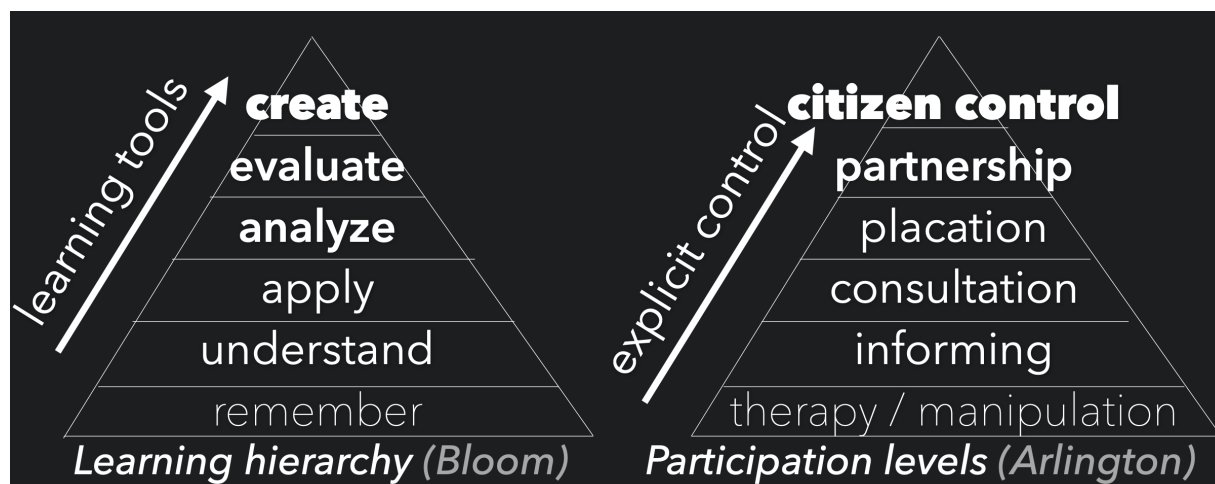 learning tools
create
evaluate
analyze
apply
understand
remember
Learning hierarchy (Bloom)
explicit control
citizen control
partnership
placation
consultation
informing
therapy / manipulation
Participation levels (Arlington)